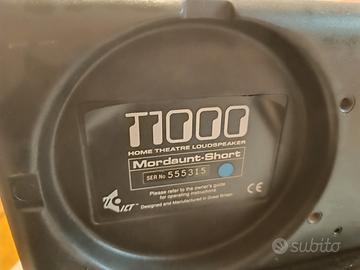 T1000
HOME THEATRE LOUDSPEAKER
Mordaunt-Short
SER No 555315
Please refer to the owner's guide
for operating instructions
ICT™ Designed and Manufactured in Great Britain
CE
subito